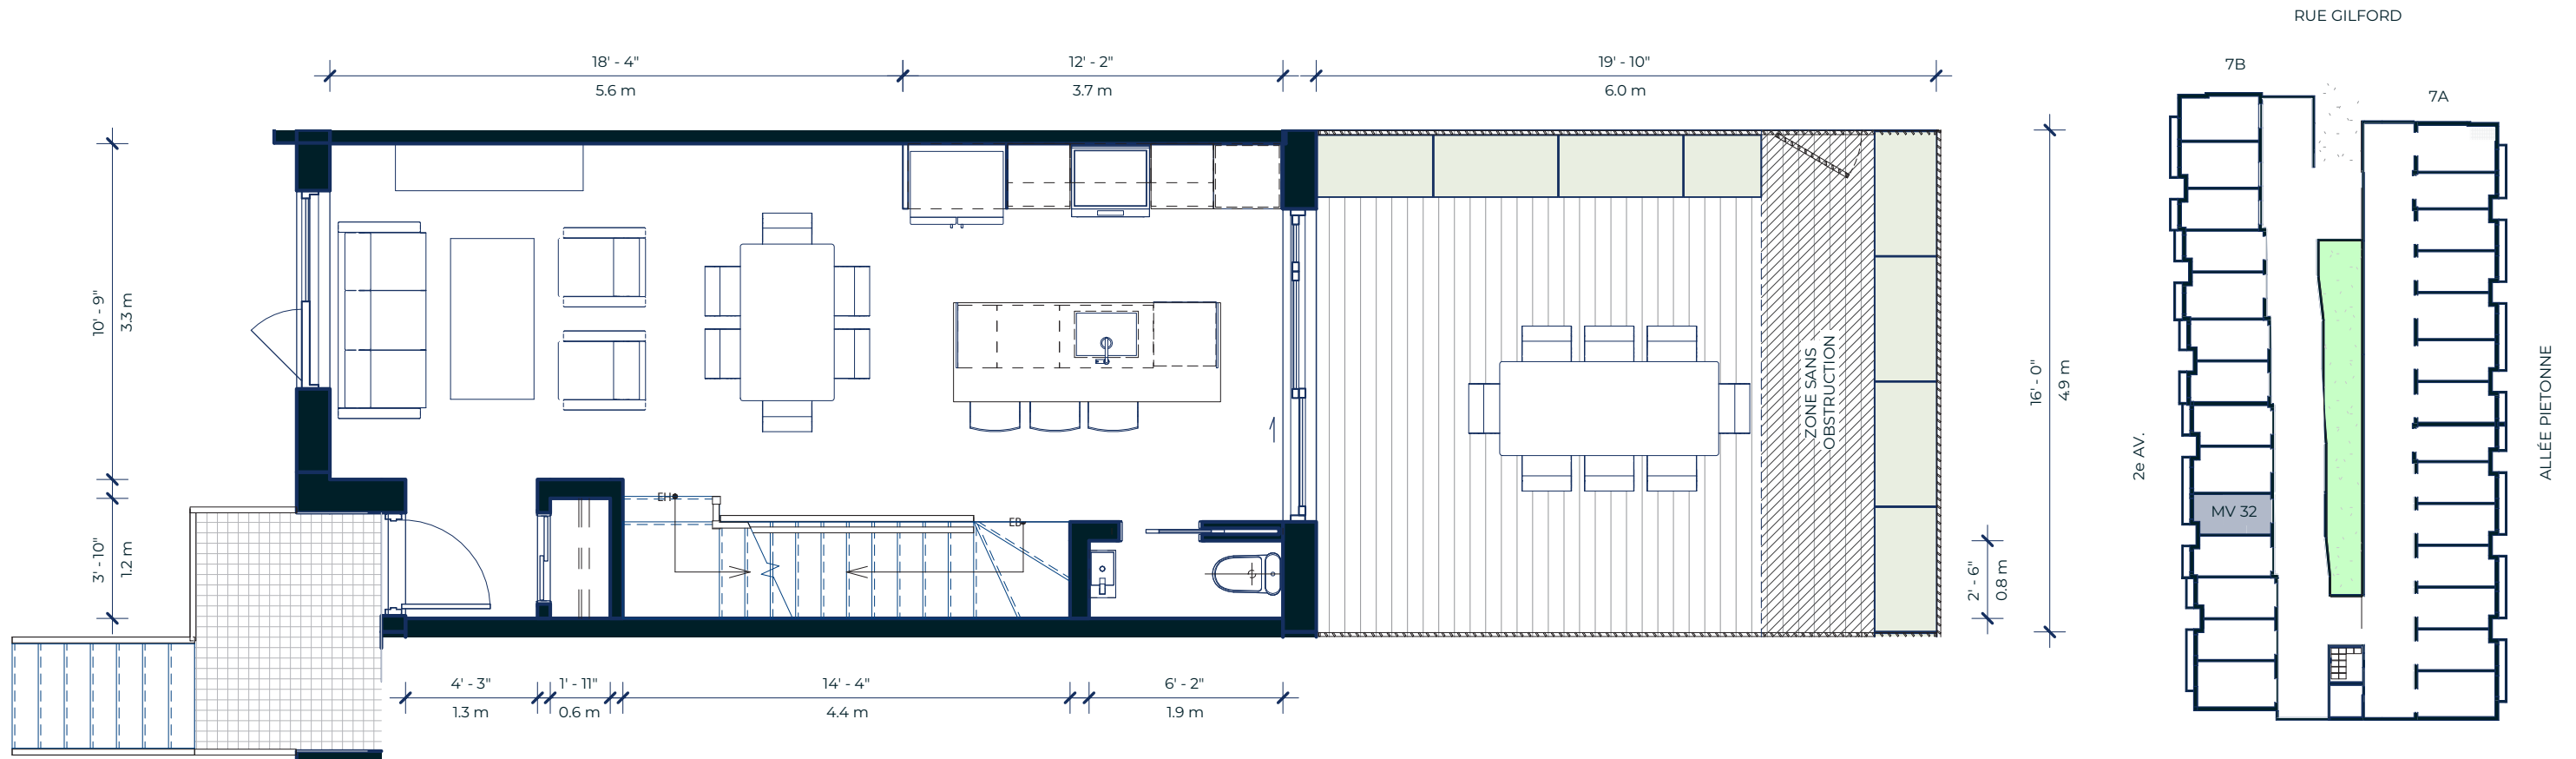 RUE GILFORD
18' - 4"
5.6 m
12' - 2"
3.7 m
19' - 10"
6.0 m
7B
7A
10' - 9"
3.3 m
3' - 10"
1.2 m
EH
EB
ZONE SANS
OBSTRUCTION
16' - 0"
4.9 m
2' - 6"
0.8 m
2e AV.
MV 32
ALLÉE PIETONNE
4' - 3"
1.3 m
1' - 11"
0.6 m
14' - 4"
4.4 m
6' - 2"
1.9 m